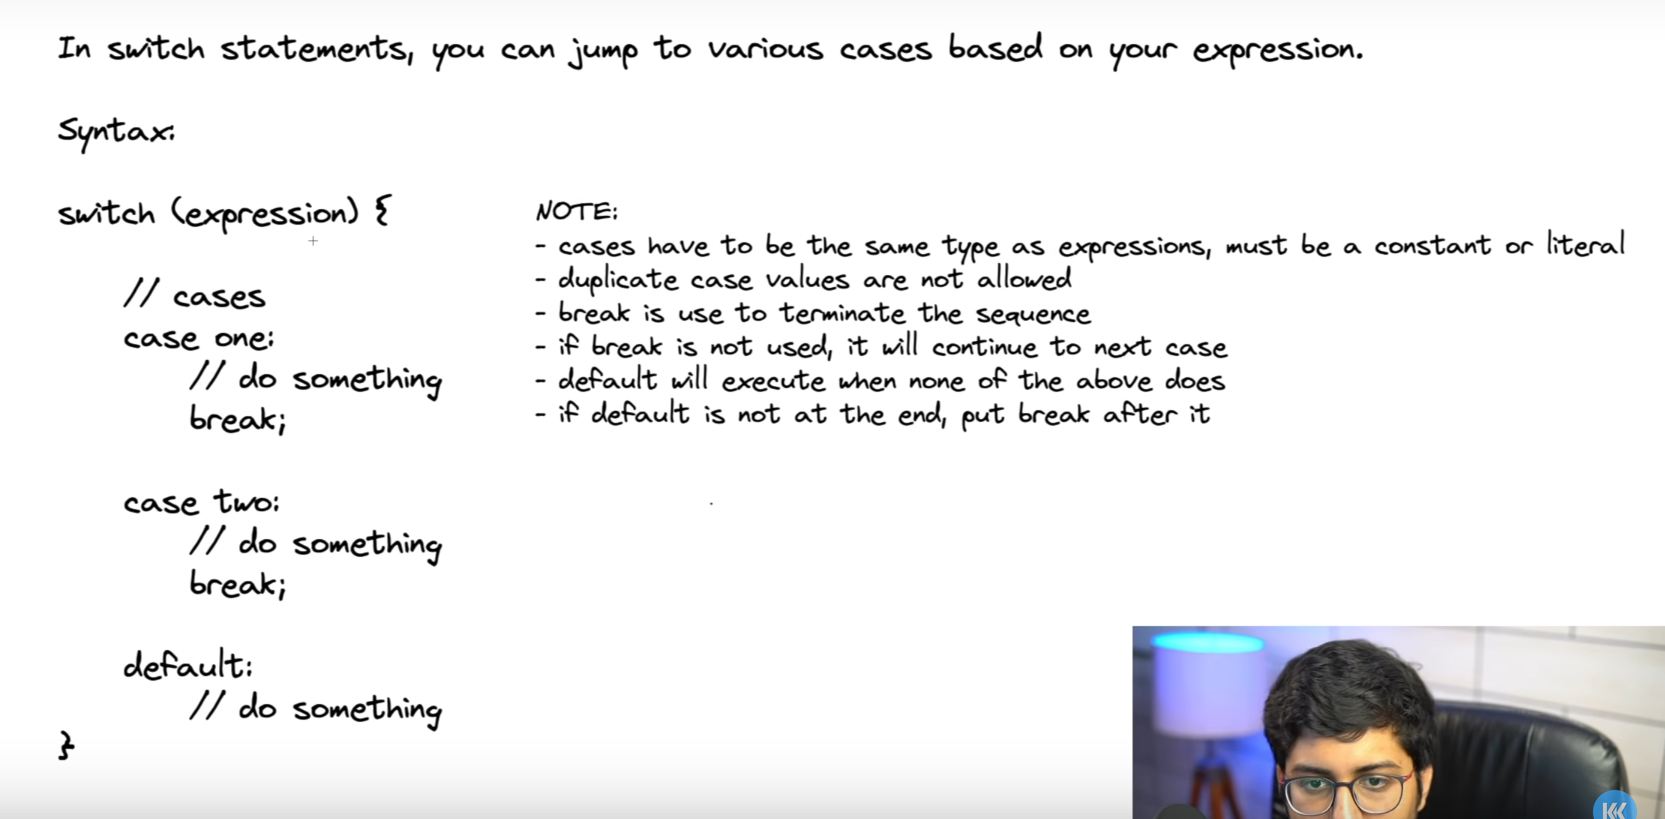 In switch statements, you can jump to various cases based on your expression.
Syntax:
switch (expression) {
// cases
case one:
// do something
break;
case two:
// do something
break;
default:
// do something
}
NOTE:
- cases have to be the same type as expressions, must be a constant or literal
- duplicate case values are not allowed
- break is use to terminate the sequence
- if break is not used, it will continue to next case
- default will execute when none of the above does
- if default is not at the end, put break after it
KK